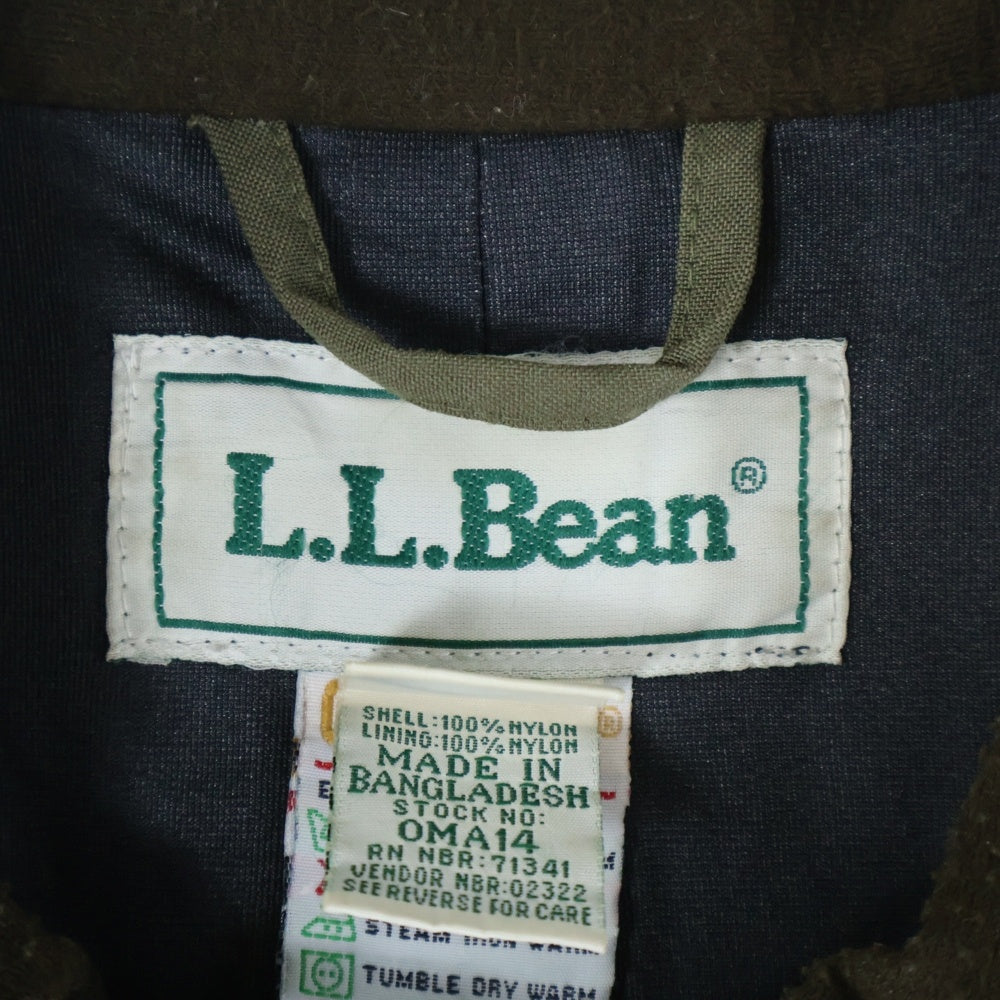 L.L.Bean®
®
SHELL:100%NYLON
LINING:100%NYLON
MADE IN
BANGLADESH
STOCK NO:
OMA14
RN NBR:71341
VENDOR NBR:02322
SEE REVERSE FOR CARE
STEAM IRON WARM
TUMBLE DRY WARM